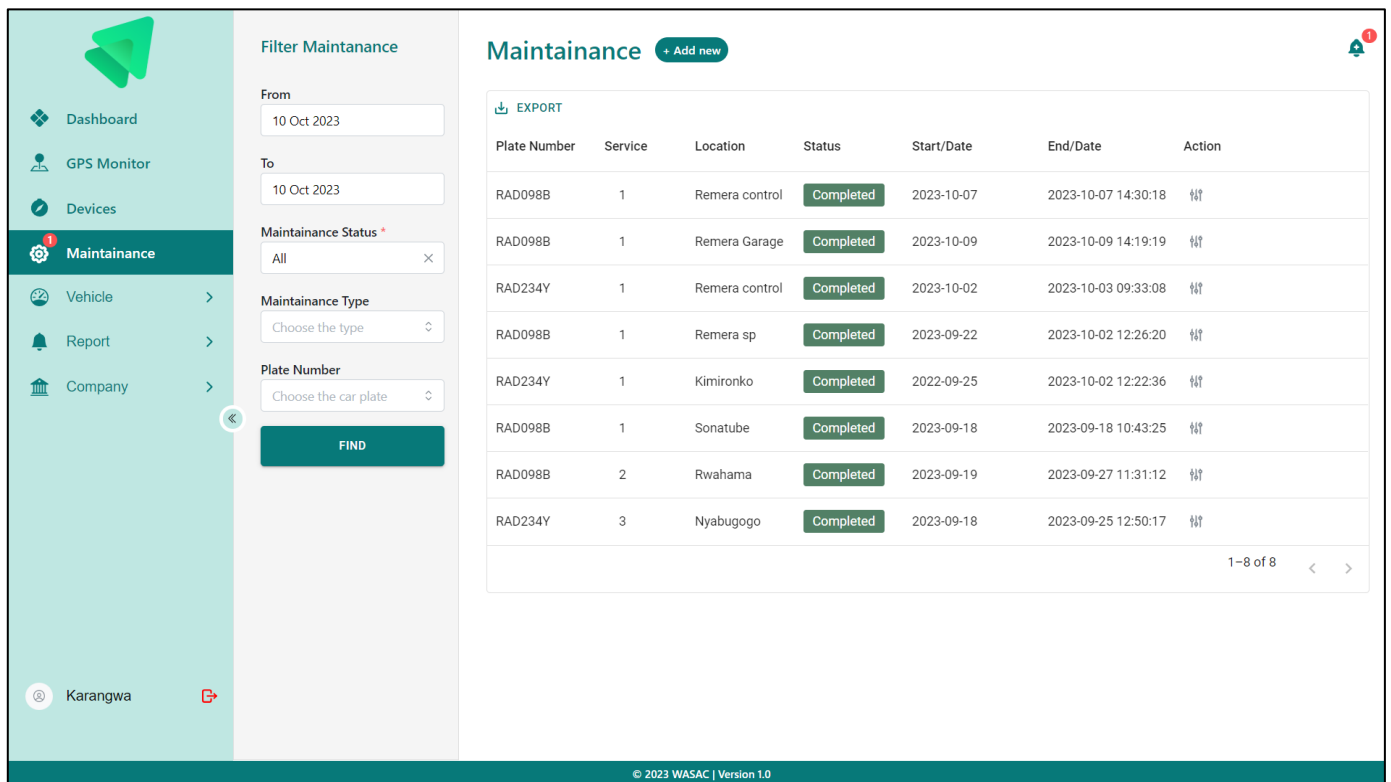 Dashboard
GPS Monitor
Devices
1
Maintainance
Vehicle
Report
Company
Karangwa
Filter Maintanance
From
10 Oct 2023
To
10 Oct 2023
Maintainance Status *
All
Maintainance Type
Choose the type
Plate Number
Choose the car plate
FIND
Maintainance + Add new
1
EXPORT
Plate Number Service Location Status Start/Date End/Date Action
RAD098B 1 Remera control Completed 2023-10-07 2023-10-07 14:30:18
RAD098B 1 Remera Garage Completed 2023-10-09 2023-10-09 14:19:19
RAD234Y 1 Remera control Completed 2023-10-02 2023-10-03 09:33:08
RAD098B 1 Remera sp Completed 2023-09-22 2023-10-02 12:26:20
RAD234Y 1 Kimironko Completed 2022-09-25 2023-10-02 12:22:36
RAD098B 1 Sonatube Completed 2023-09-18 2023-09-18 10:43:25
RAD098B 2 Rwahama Completed 2023-09-19 2023-09-27 11:31:12
RAD234Y 3 Nyabugogo Completed 2023-09-18 2023-09-25 12:50:17
1–8 of 8
© 2023 WASAC | Version 1.0